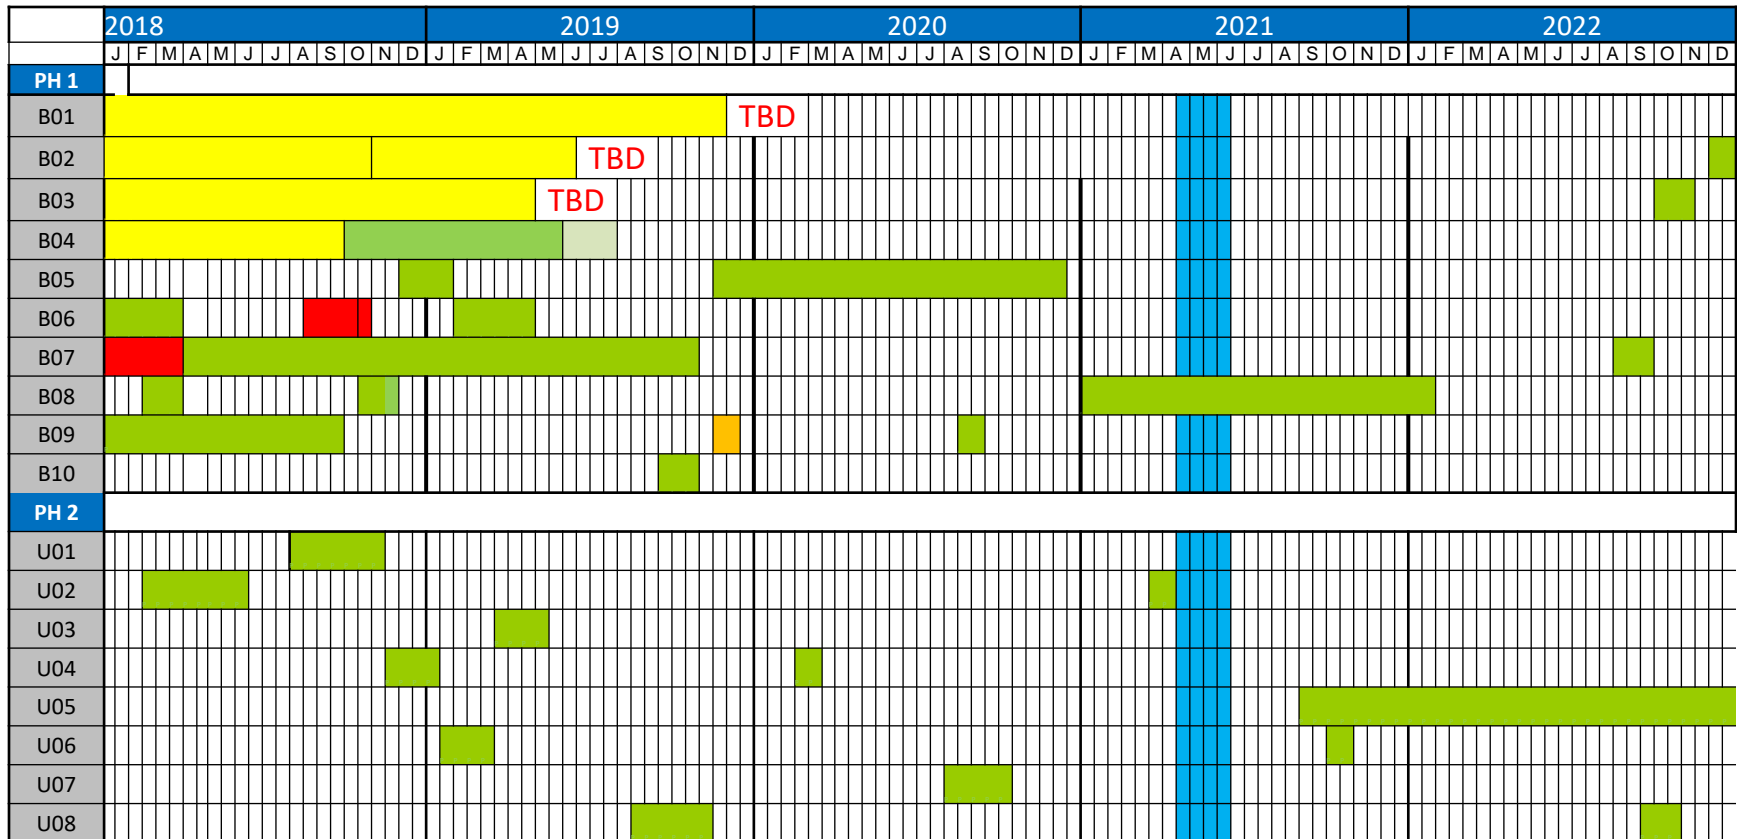 2018 2019 2020 2021 2022
J F M A M J J A S O N D J F M A M J J A S O N D J F M A M J J A S O N D J F M A M J J A S O N D J F M A M J J A S O N D
PH 1
B01 TBD
B02 TBD
B03 TBD
B04
B05
B06
B07
B08
B09
B10
PH 2
U01
U02
U03
U04
U05
U06
U07
U08